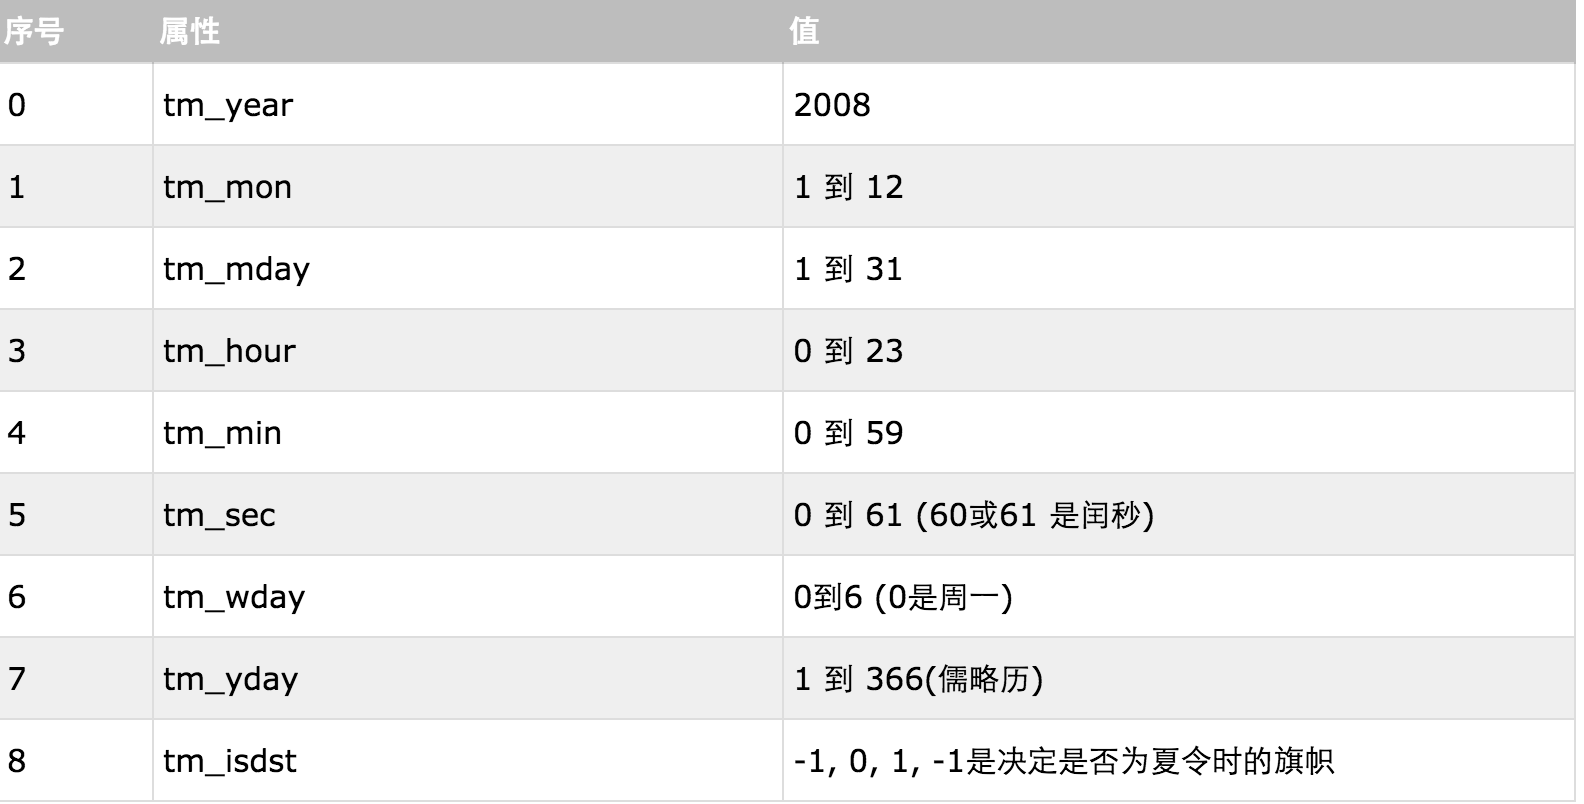 序号 属性 值
0 tm_year 2008
1 tm_mon 1 到 12
2 tm_mday 1 到 31
3 tm_hour 0 到 23
4 tm_min 0 到 59
5 tm_sec 0 到 61 (60或61 是闰秒)
6 tm_wday 0到6 (0是周一)
7 tm_yday 1 到 366(儒略历)
8 tm_isdst -1, 0, 1, -1是决定是否为夏令时的旗帜